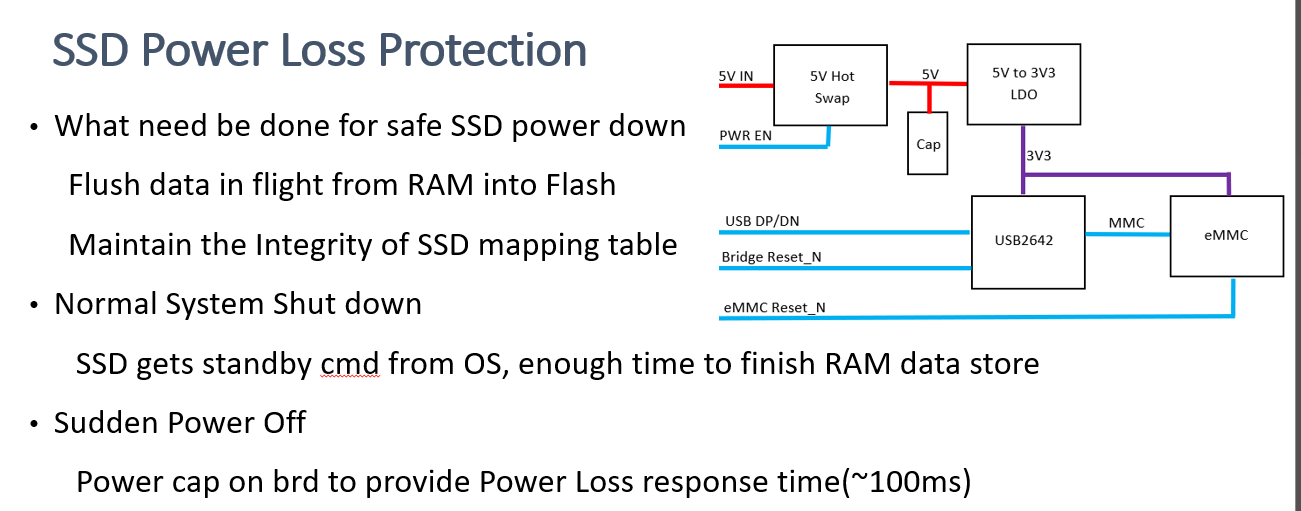 SSD Power Loss Protection
• What need be done for safe SSD power down
Flush data in flight from RAM into Flash
Maintain the Integrity of SSD mapping table
• Normal System Shut down
SSD gets standby cmd from OS, enough time to finish RAM data store
• Sudden Power Off
Power cap on brd to provide Power Loss response time(~100ms)
5V IN
5V Hot
Swap
5V
5V to 3V3
LDO
PWR EN
Cap
3V3
USB DP/DN
USB2642
MMC
eMMC
Bridge Reset_N
eMMC Reset_N